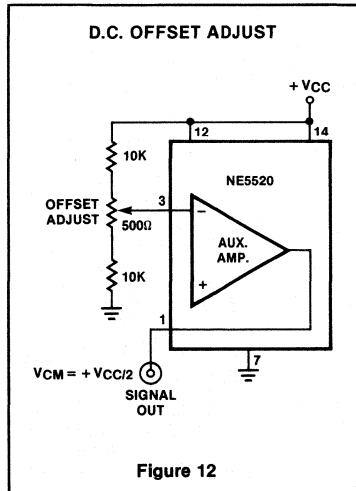 D.C. OFFSET ADJUST
+ VCC
12
14
10K
NE5520
OFFSET
ADJUST
3
−
500Ω
AUX.
AMP.
10K
+
1
7
VCM = + VCC/2
SIGNAL
OUT
Figure 12